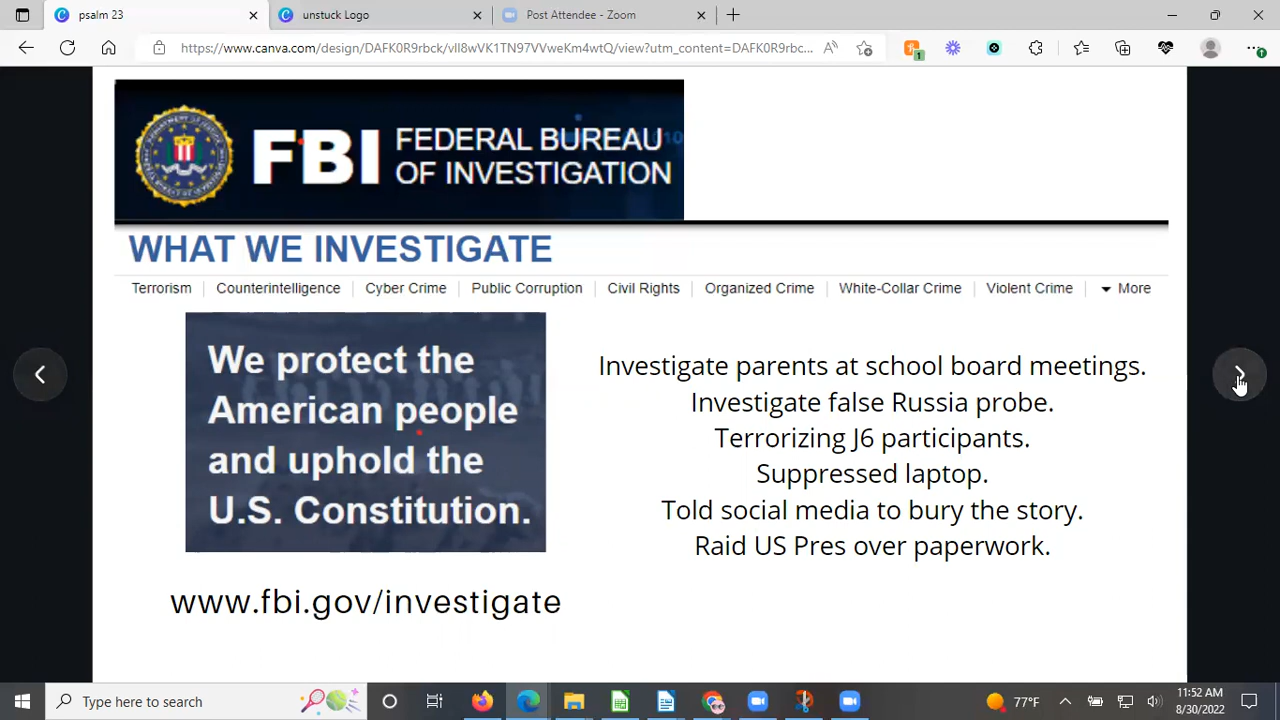 psalm 23
unstuck Logo
Post Attendee - Zoom
https://www.canva.com/design/DAFK0R9rbck/vll8wVK1TN97VVweKm4wtQ/view?utm_content=DAFK0R9rbc...
FBI
FEDERAL BUREAU
OF INVESTIGATION
WHAT WE INVESTIGATE
Terrorism
Counterintelligence
Cyber Crime
Public Corruption
Civil Rights
Organized Crime
White-Collar Crime
Violent Crime
More
We protect the
American people
and uphold the
U.S. Constitution.
www.fbi.gov/investigate
Investigate parents at school board meetings.
Investigate false Russia probe.
Terrorizing J6 participants.
Suppressed laptop.
Told social media to bury the story.
Raid US Pres over paperwork.
Type here to search
77°F
11:52 AM
8/30/2022